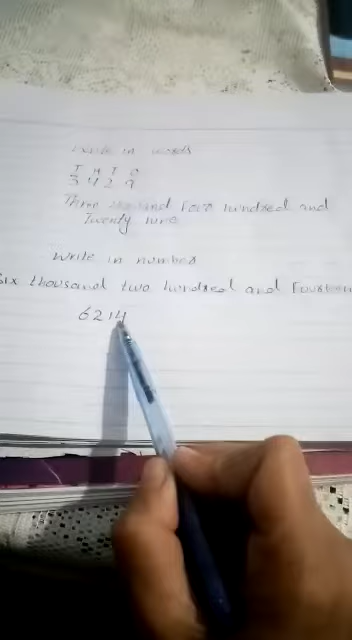 Write in words
T H T O
3 4 2 9
Three thousand Four hundred and
Twenty nine
Write in number
Six thousand two hundred and Fourteen
6214